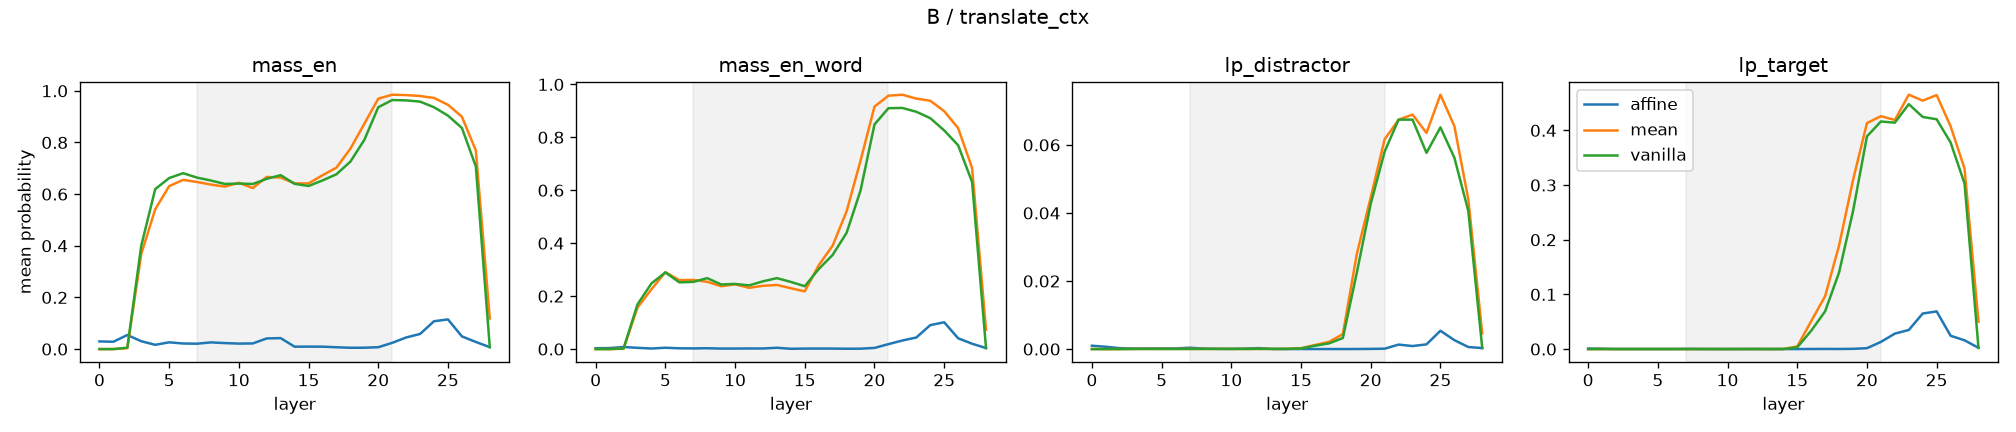 B / translate_ctx
mass_en
mass_en_word
lp_distractor
lp_target
mean probability
1.0
0.8
0.6
0.4
0.2
0.0
0 5 10 15 20 25
layer
1.0
0.8
0.6
0.4
0.2
0.0
0 5 10 15 20 25
layer
0.06
0.04
0.02
0.00
0 5 10 15 20 25
layer
0.4
0.3
0.2
0.1
0.0
0 5 10 15 20 25
layer
affine
mean
vanilla